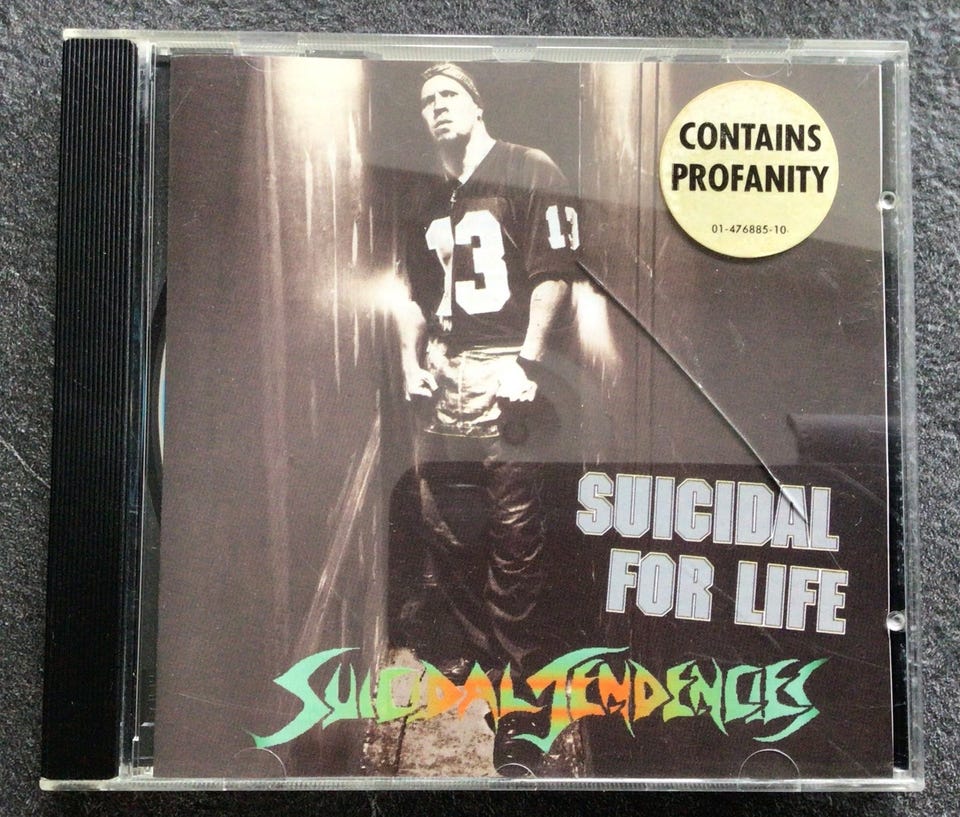 CONTAINS
PROFANITY
01-476885-10
13
13
SUICIDAL
FOR LIFE
SUICIDAL TENDENCIES